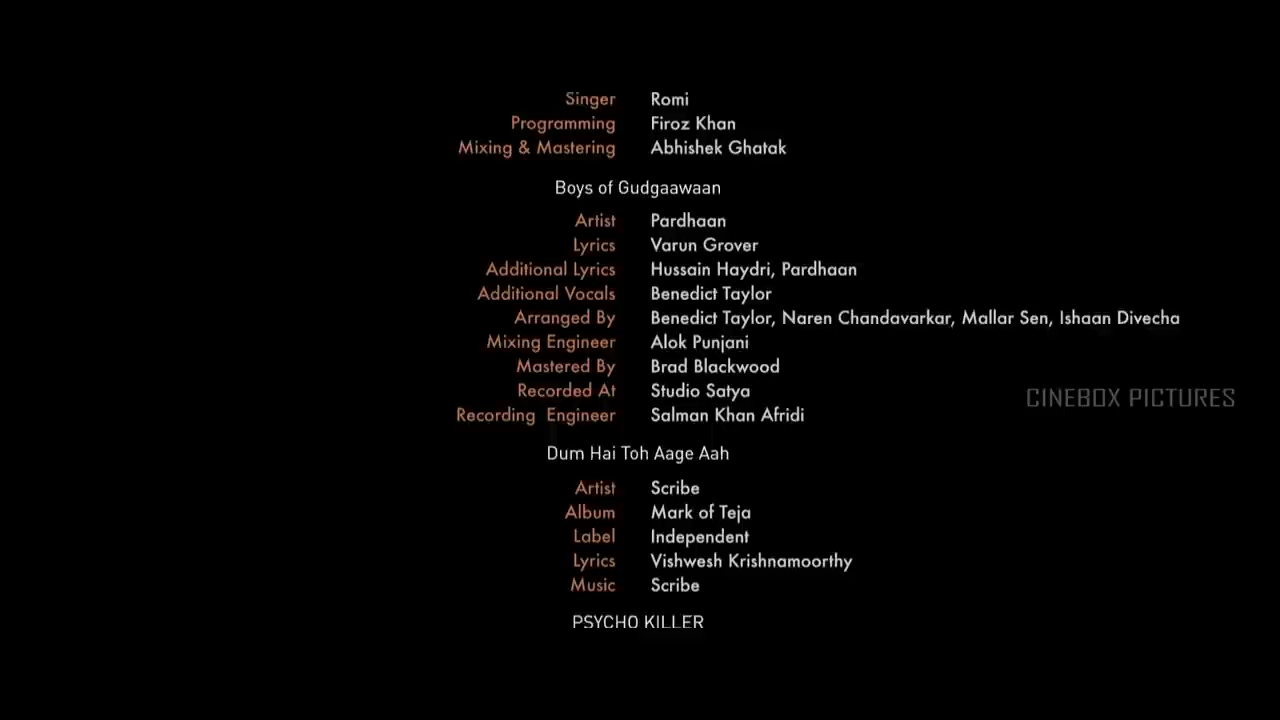 Singer Romi
Programming Firoz Khan
Mixing & Mastering Abhishek Ghatak
Boys of Gudgaawaan
Artist Pardhaan
Lyrics Varun Grover
Additional Lyrics Hussain Haydri, Pardhaan
Additional Vocals Benedict Taylor
Arranged By Benedict Taylor, Naren Chandavarkar, Mallar Sen, Ishaan Divecha
Mixing Engineer Alok Punjani
Mastered By Brad Blackwood
Recorded At Studio Satya
CINEBOX PICTURES
Recording Engineer Salman Khan Afridi
Dum Hai Toh Aage Aah
Artist Scribe
Album Mark of Teja
Label Independent
Lyrics Vishwesh Krishnamoorthy
Music Scribe
PSYCHO KILLER